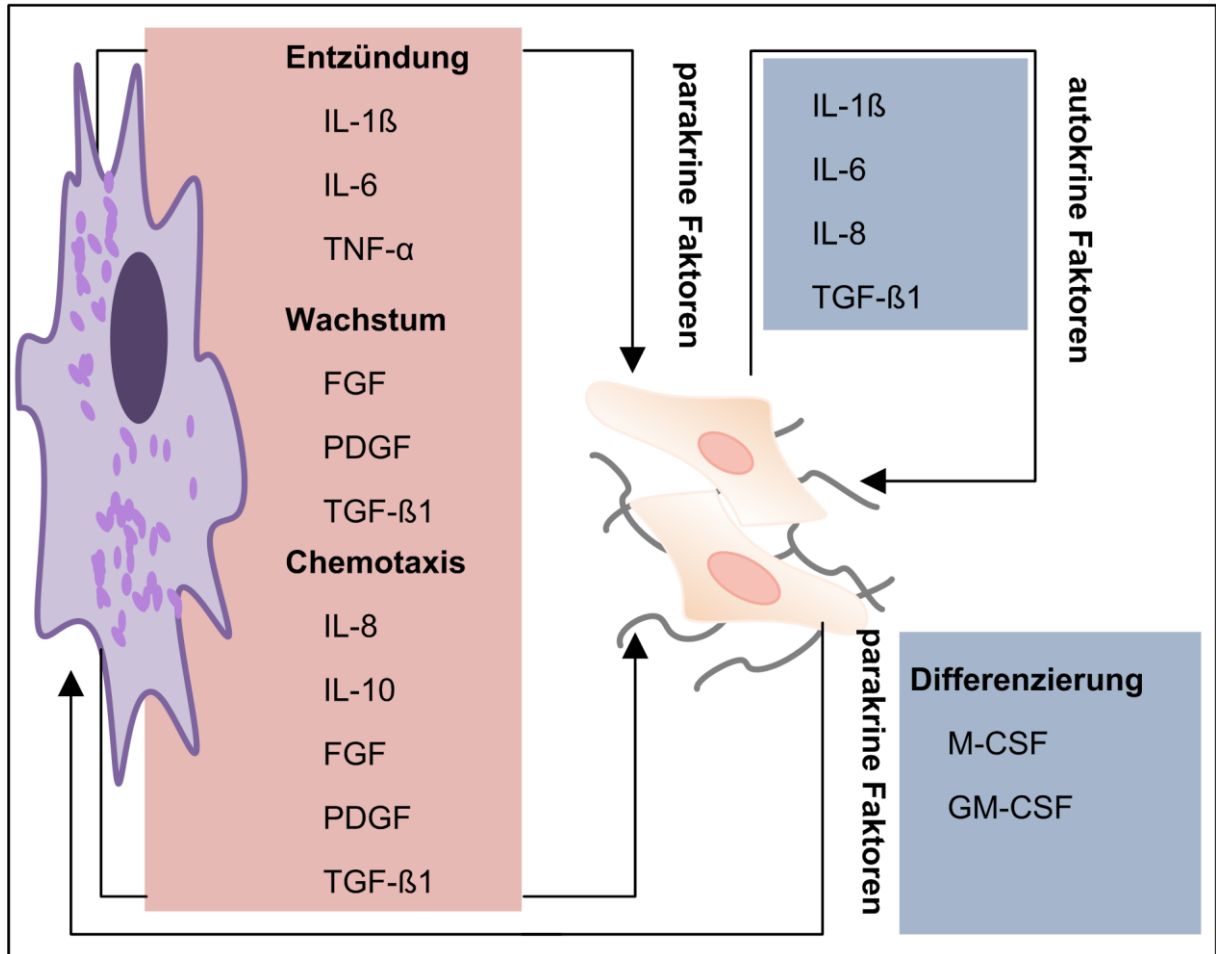 Entzündung
IL-1ß
IL-6
TNF-α
Wachstum
FGF
PDGF
TGF-ß1
Chemotaxis
IL-8
IL-10
FGF
PDGF
TGF-ß1
parakrine Faktoren
IL-1ß
IL-6
IL-8
TGF-ß1
autokrine Faktoren
parakrine Faktoren
Differenzierung
M-CSF
GM-CSF